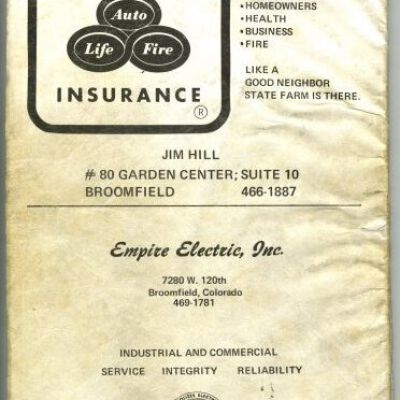 •HOMEOWNERS
•HEALTH
•BUSINESS
•FIRE
Auto
Life
Fire
INSURANCE ®
LIKE A
GOOD NEIGHBOR
STATE FARM IS THERE.
JIM HILL
# 80 GARDEN CENTER; SUITE 10
BROOMFIELD 466-1887
Empire Electric, Inc.
7280 W. 120th
Broomfield, Colorado
469-1781
INDUSTRIAL AND COMMERCIAL
SERVICE INTEGRITY RELIABILITY